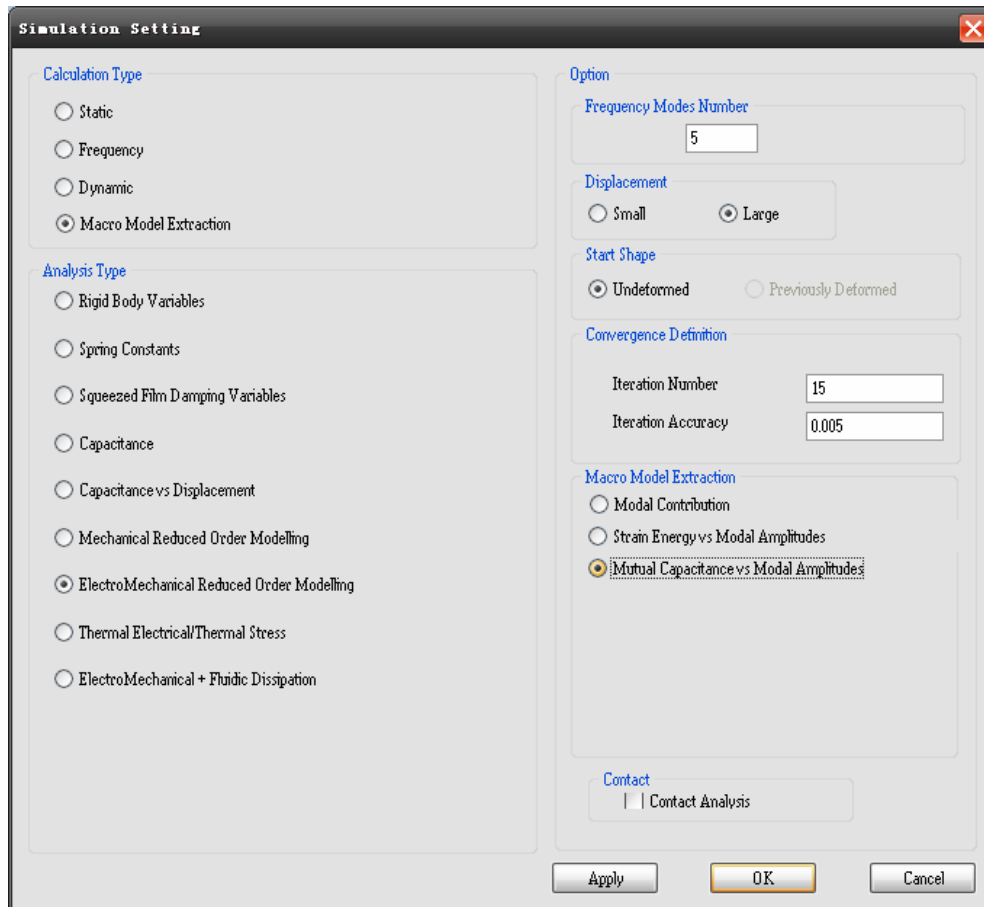 Simulation Setting
Calculation Type
Static
Frequency
Dynamic
Macro Model Extraction
Analysis Type
Rigid Body Variables
Spring Constants
Squeezed Film Damping Variables
Capacitance
Capacitance vs Displacement
Mechanical Reduced Order Modelling
ElectroMechanical Reduced Order Modelling
Thermal Electrical/Thermal Stress
ElectroMechanical + Fluidic Dissipation
Option
Frequency Modes Number
5
Displacement
Small Large
Start Shape
Undeformed Previously Deformed
Convergence Definition
Iteration Number 15
Iteration Accuracy 0.005
Macro Model Extraction
Modal Contribution
Strain Energy vs Modal Amplitudes
Mutual Capacitance vs Modal Amplitudes
Contact
Contact Analysis
Apply OK Cancel